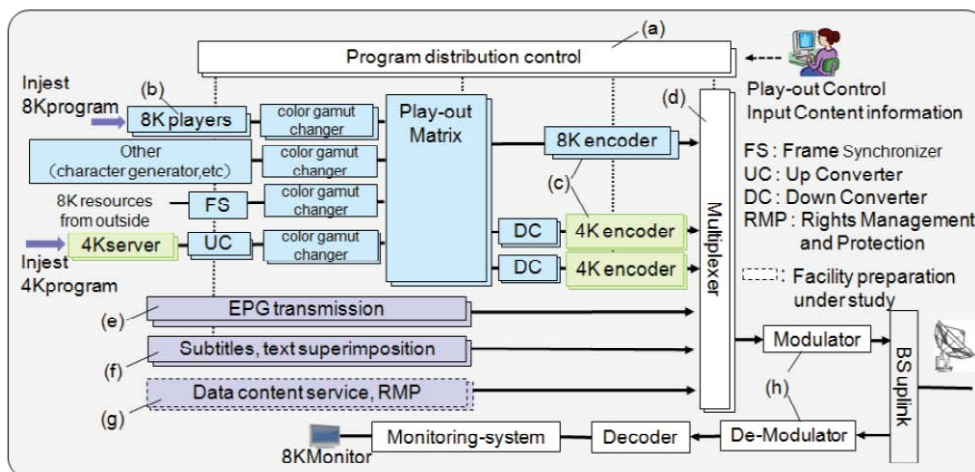 (a)
Program distribution control
Injest
8Kprogram
(b)
8K players
color gamut
changer
Play-out
Matrix
(d)
Play-out Control
Input Content information
Other
(character generator,etc)
color gamut
changer
8K encoder
(c)
FS : Frame Synchronizer
UC : Up Converter
DC : Down Converter
RMP : Rights Management
and Protection
8K resources
from outside
FS
color gamut
changer
4Kserver
UC
color gamut
changer
DC
4K encoder
DC
4K encoder
Multiplexer
Injest
4Kprogram
: Facility preparation
under study
(e)
EPG transmission
(f)
Subtitles, text superimposition
(g)
Data content service, RMP
Modulator
(h)
BS uplink
8KMonitor
Monitoring-system
Decoder
De-Modulator